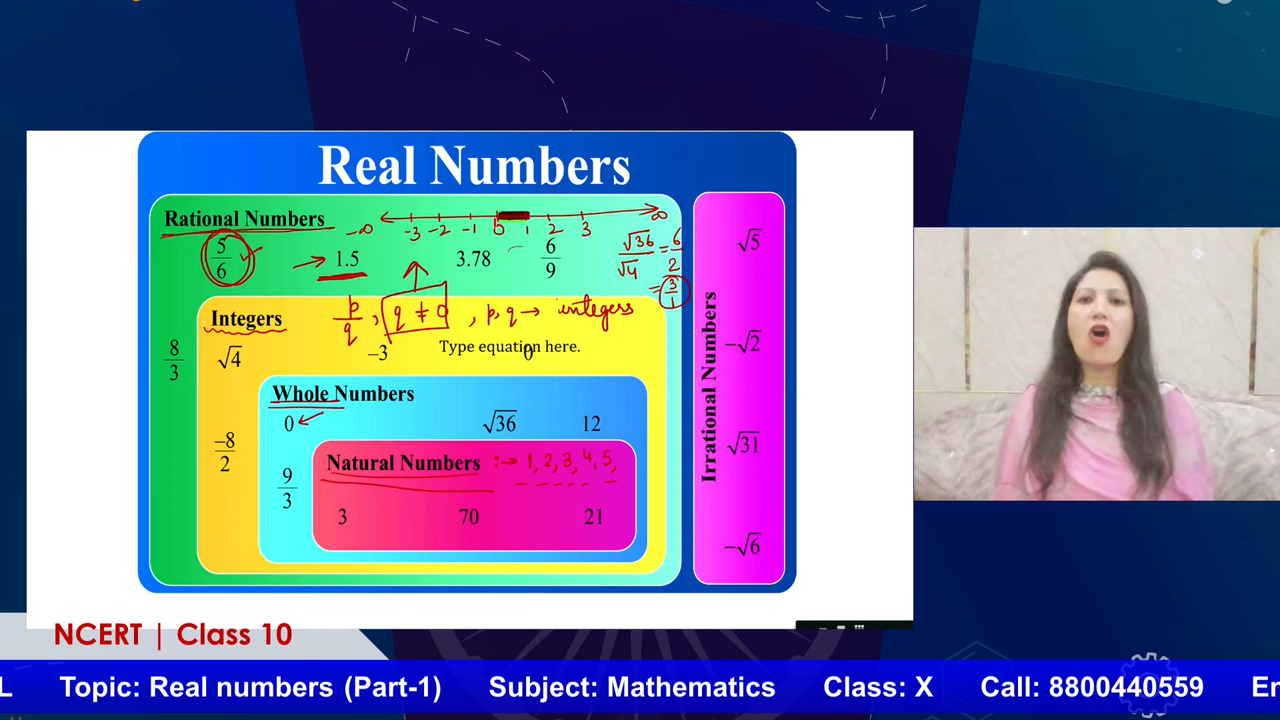 Real Numbers
Rational Numbers
-∞ -3 -2 -1 0 1 2 3 ∞
5/6 → 1.5 3.78 6/9 √36/√4 = 6/2
= 3/1
p/q, q ≠ 0, p, q → integers
Integers
8/3
√4 −3 Type equation here. 0
−8/2
Whole Numbers
0 √36 12
9/3
Natural Numbers :→ 1, 2, 3, 4, 5,
3 70 21
Irrational Numbers
√5
−√2
√31
−√6
NCERT | Class 10
L Topic: Real numbers (Part-1) Subject: Mathematics Class: X Call: 8800440559 En